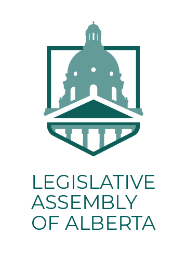 LEGISLATIVE
ASSEMBLY
OF ALBERTA